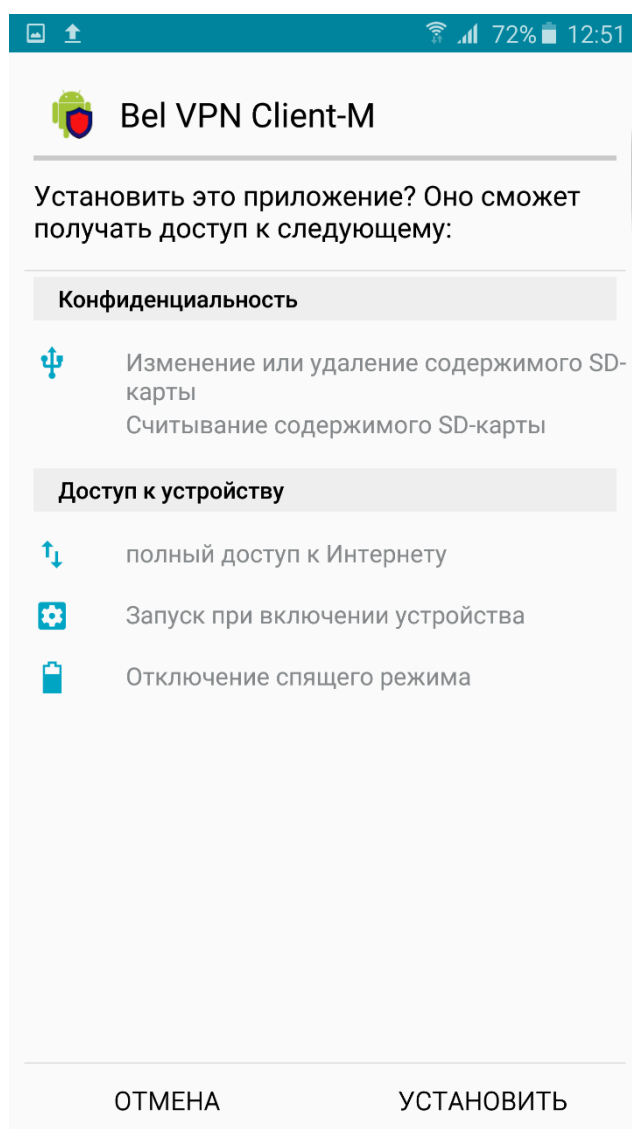 72% 12:51
Bel VPN Client-M
Установить это приложение? Оно сможет
получать доступ к следующему:
Конфиденциальность
Изменение или удаление содержимого SD-
карты
Считывание содержимого SD-карты
Доступ к устройству
полный доступ к Интернету
Запуск при включении устройства
Отключение спящего режима
ОТМЕНА УСТАНОВИТЬ